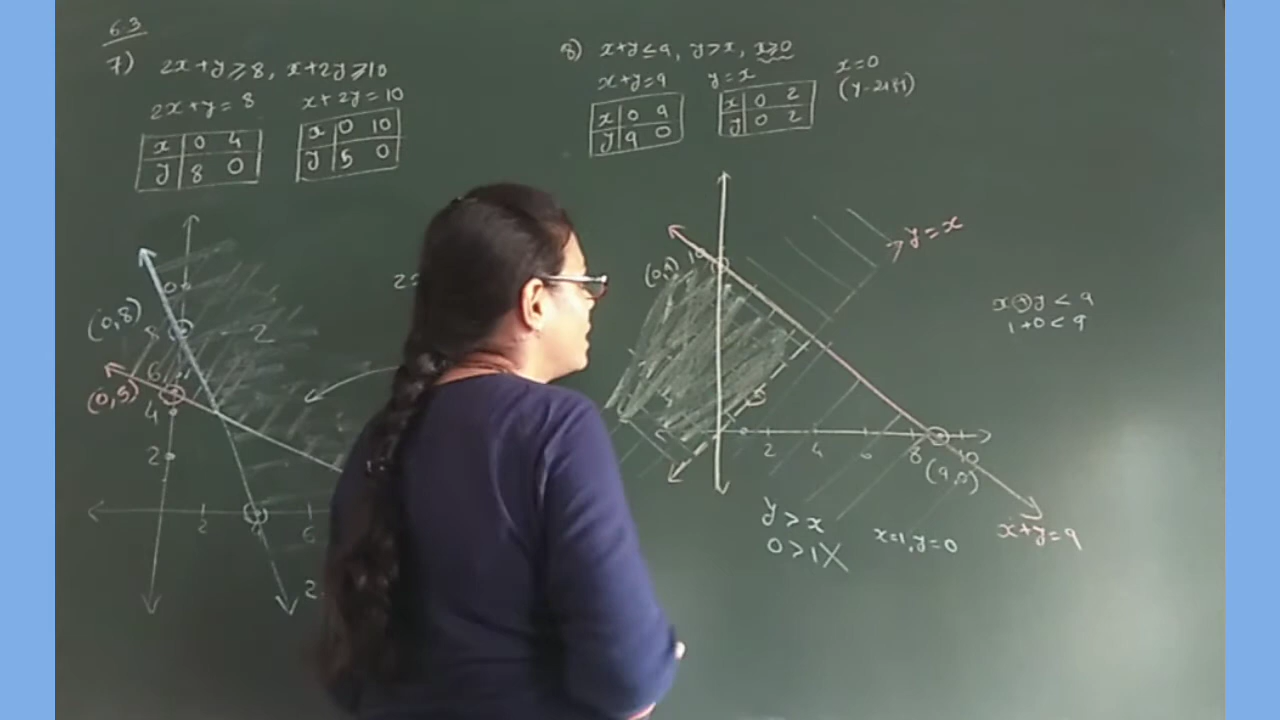 6.3
7) 2x+y⩾8, x+2y⩾10
2x+y=8 x+2y=10
x 0 4
y 8 0
x 0 10
y 5 0
(0,8)
8
6
(0,5)
4
2
2 4 6
2
8) x+y≤9, y>x, x⩾0
x+y=9 y=x x=0
x 0 9
y 9 0
x 0 2
y 0 2
y=x
(0,9) 10
x+y<9
1+0<9
2 4 6 8 10
(9,0)
x+y=9
y>x
0>1X
x=1, y=0